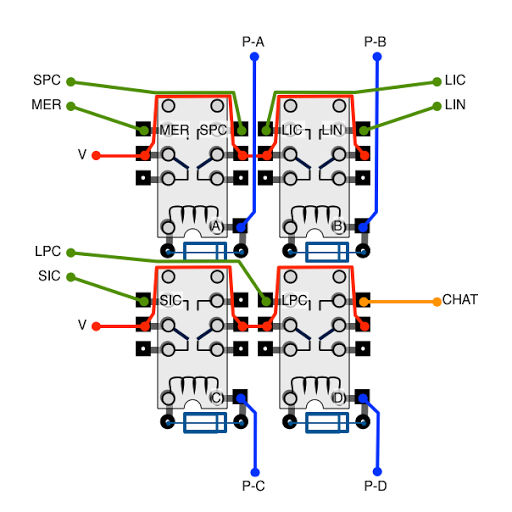 P-A P-B
SPC LIC
MER LIN
MER SPC LIC LIN
V
(A) (B)
LPC
SIC
SIC LPC CHAT
V
(C) (D)
P-C P-D